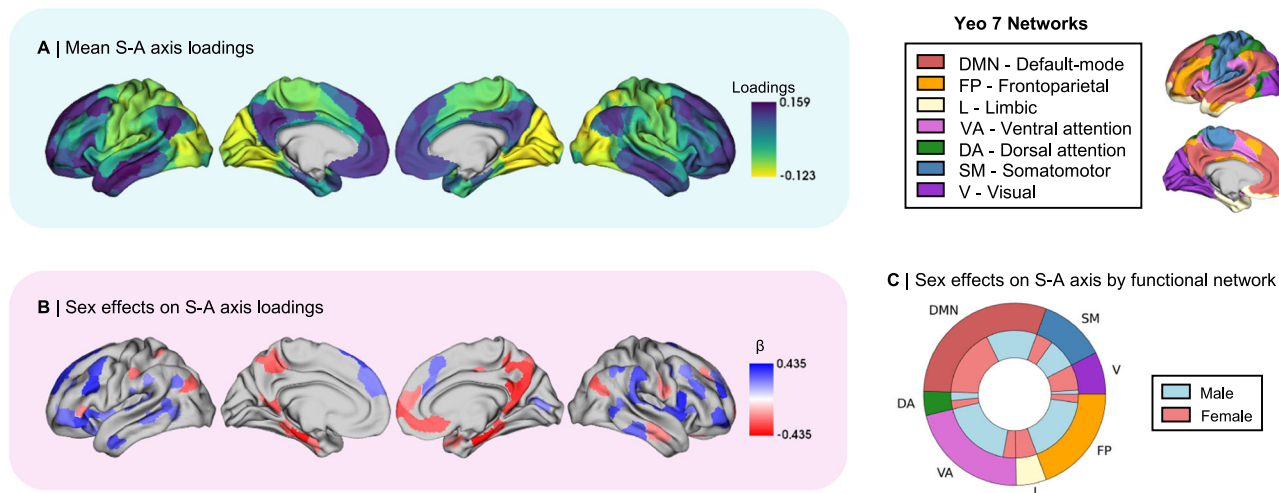 A | Mean S-A axis loadings
Loadings
0.159
-0.123
Yeo 7 Networks
DMN - Default-mode
FP - Frontoparietal
L - Limbic
VA - Ventral attention
DA - Dorsal attention
SM - Somatomotor
V - Visual
B | Sex effects on S-A axis loadings
β
0.435
-0.435
C | Sex effects on S-A axis by functional network
DMN
SM
V
DA
FP
VA
Male
Female